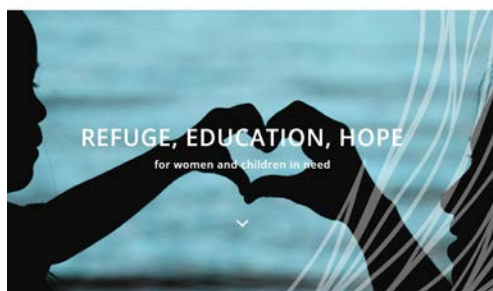 REFUGE, EDUCATION, HOPE
for women and children in need